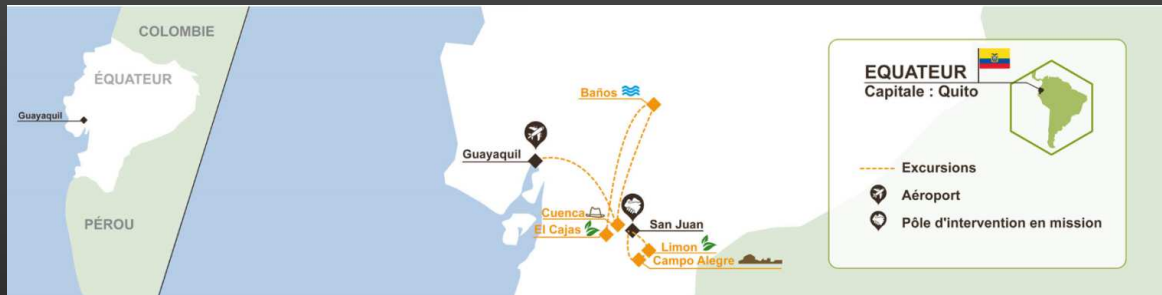 COLOMBIE
ÉQUATEUR
Guayaquil
PÉROU
Baños
Guayaquil
Cuenca
El Cajas
San Juan
Limon
Campo Alegre
EQUATEUR
Capitale : Quito
Excursions
Aéroport
Pôle d'intervention en mission